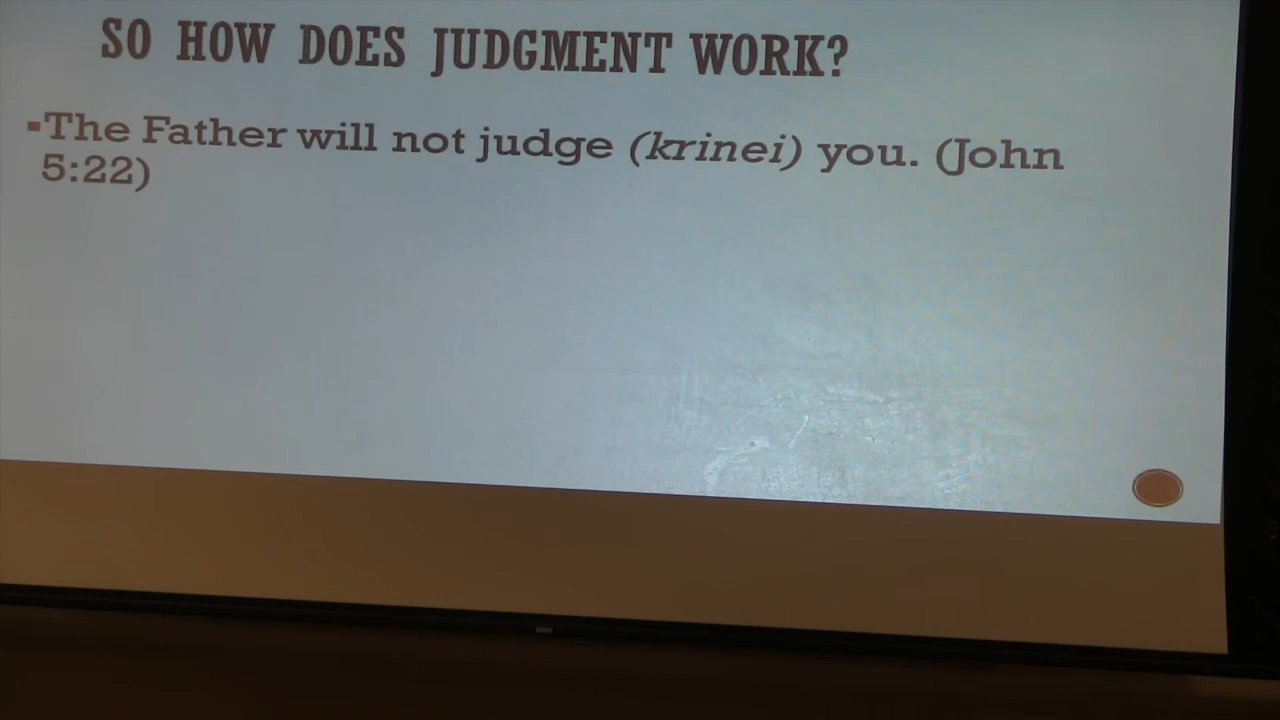 SO HOW DOES JUDGMENT WORK?
▪The Father will not judge (krinei) you. (John
5:22)